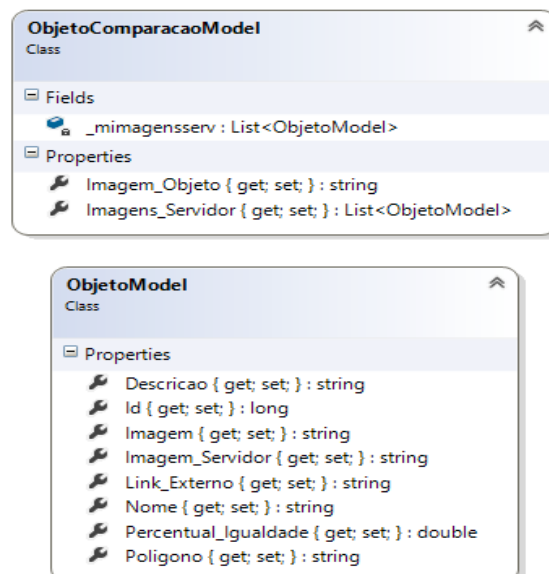 ObjetoComparacaoModel
Class
Fields
_mimagensserv : List<ObjetoModel>
Properties
Imagem_Objeto { get; set; } : string
Imagens_Servidor { get; set; } : List<ObjetoModel>
ObjetoModel
Class
Properties
Descricao { get; set; } : string
Id { get; set; } : long
Imagem { get; set; } : string
Imagem_Servidor { get; set; } : string
Link_Externo { get; set; } : string
Nome { get; set; } : string
Percentual_Igualdade { get; set; } : double
Poligono { get; set; } : string